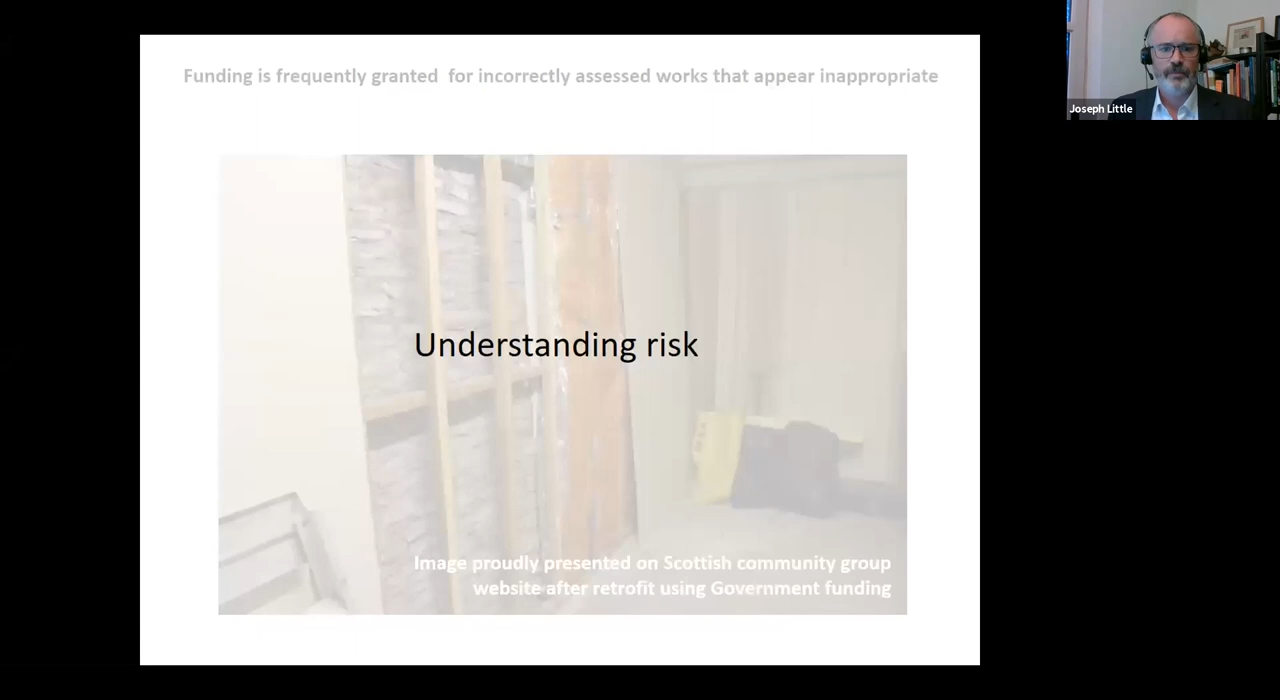 Funding is frequently granted  for incorrectly assessed works that appear inappropriate
Joseph Little
Understanding risk
Image proudly presented on Scottish community group
website after retrofit using Government funding